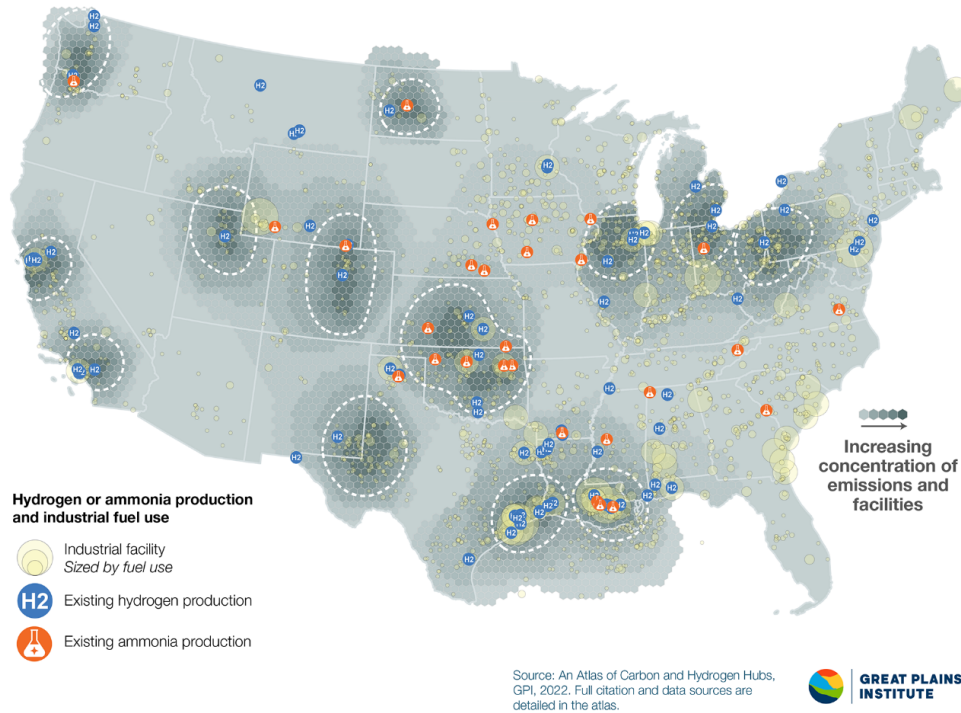 Increasing
concentration of
emissions and
facilities
Hydrogen or ammonia production
and industrial fuel use
Industrial facility
Sized by fuel use
H2 Existing hydrogen production
Existing ammonia production
Source: An Atlas of Carbon and Hydrogen Hubs,
GPI, 2022. Full citation and data sources are
detailed in the atlas.
GREAT PLAINS
INSTITUTE